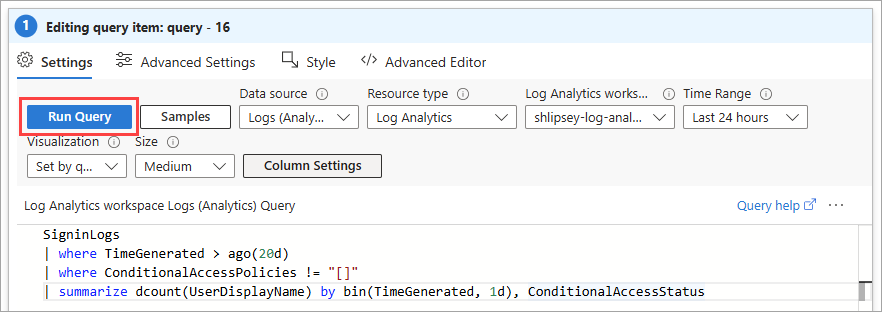 1 Editing query item: query - 16
Settings Advanced Settings Style Advanced Editor
Data source Resource type Log Analytics works... Time Range
Run Query Samples Logs (Analy... Log Analytics shlipsey-log-anal... Last 24 hours
Visualization Size
Set by q... Medium Column Settings
Log Analytics workspace Logs (Analytics) Query Query help ...
SigninLogs
| where TimeGenerated > ago(20d)
| where ConditionalAccessPolicies != "[]"
| summarize dcount(UserDisplayName) by bin(TimeGenerated, 1d), ConditionalAccessStatus